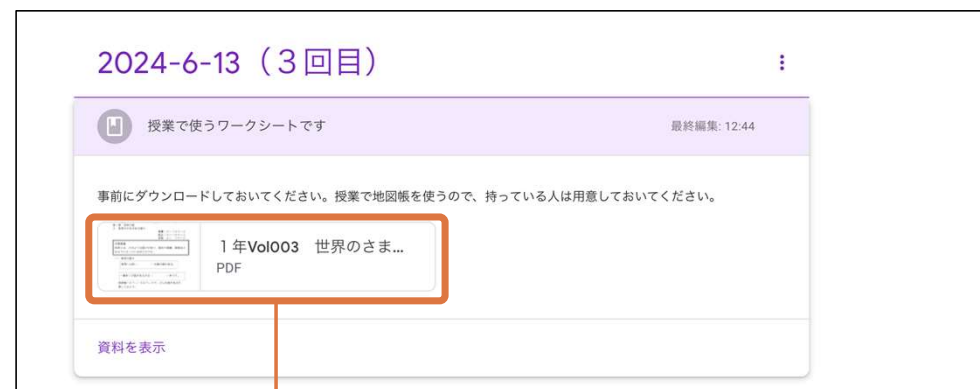 2024-6-13（３回目）
授業で使うワークシートです
最終編集: 12:44
事前にダウンロードしておいてください。授業で地図帳を使うので、持っている人は用意しておいてください。
１年Vol003　世界のさま...
PDF
資料を表示